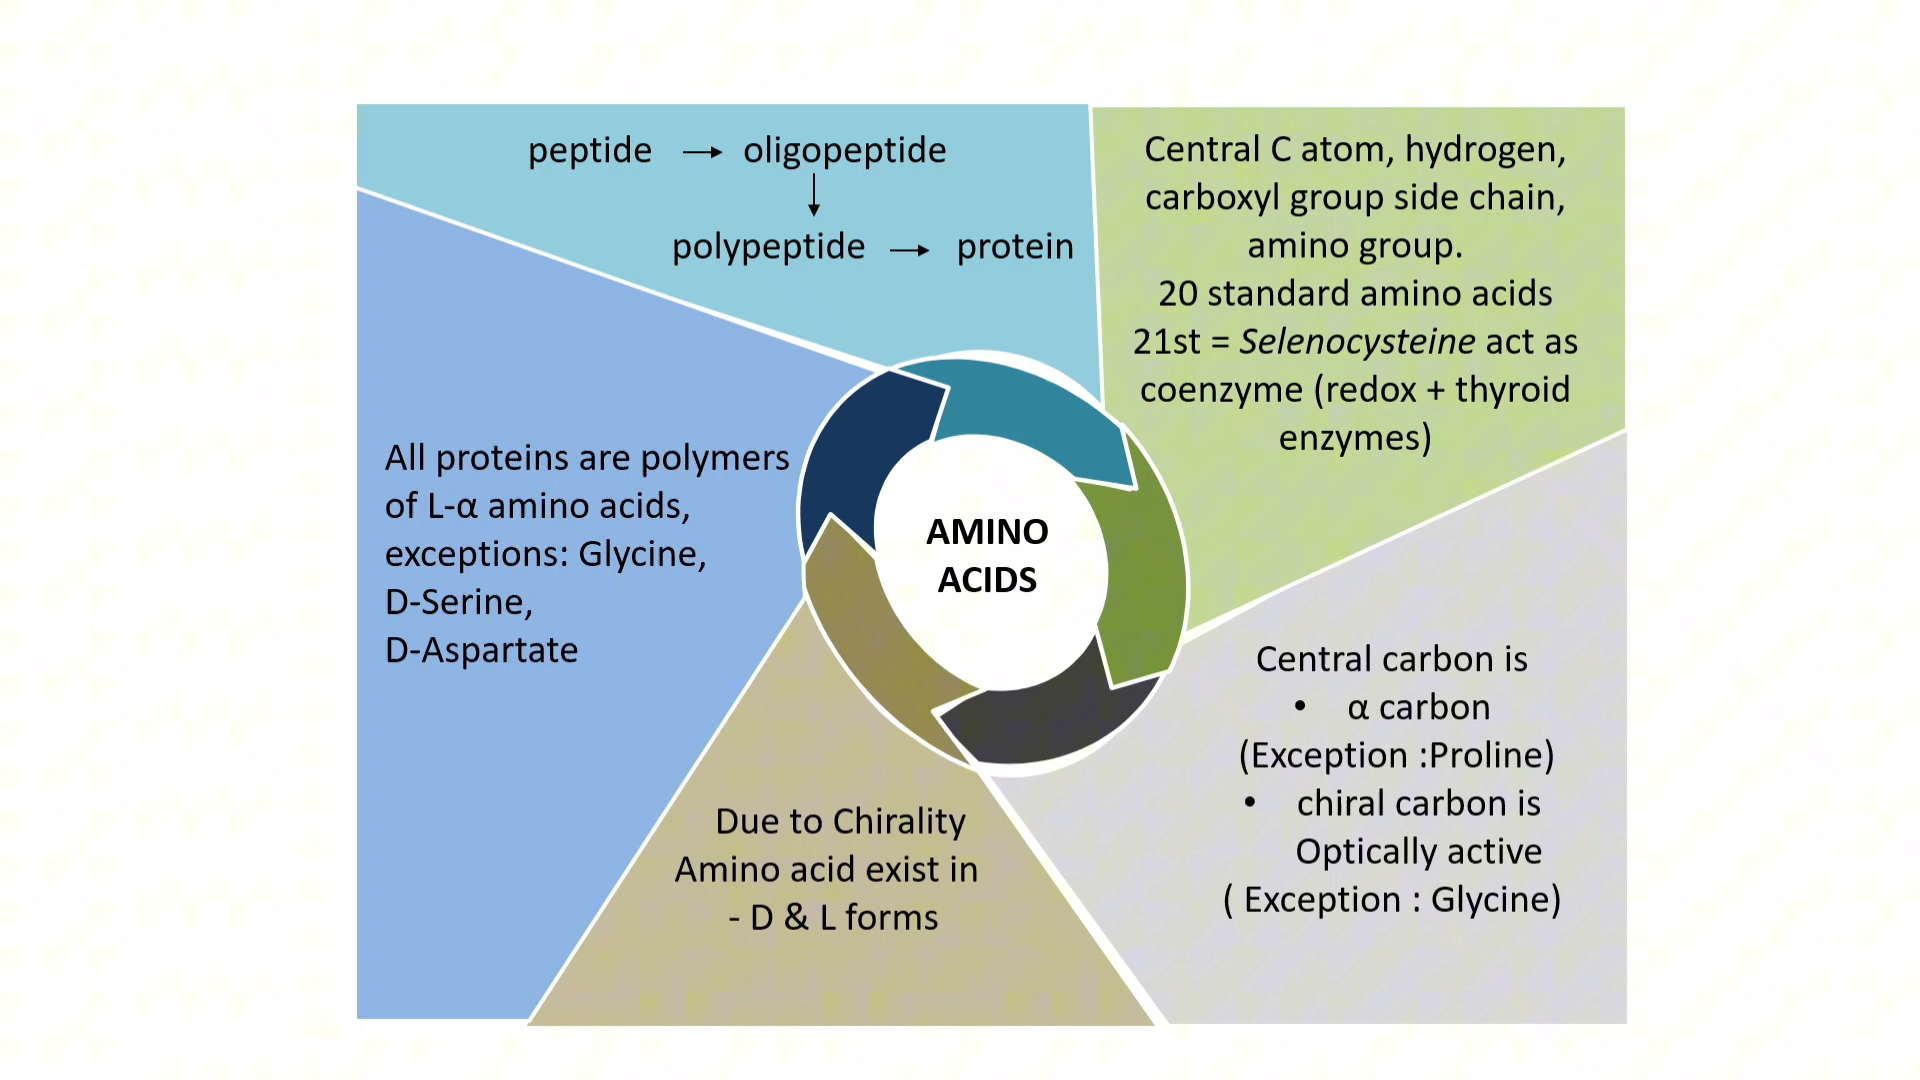 peptide → oligopeptide
↓
polypeptide → protein
Central C atom, hydrogen,
carboxyl group side chain,
amino group.
20 standard amino acids
21st = Selenocysteine act as
coenzyme (redox + thyroid
enzymes)
All proteins are polymers
of L-α amino acids,
exceptions: Glycine,
D-Serine,
D-Aspartate
AMINO
ACIDS
Central carbon is
• α carbon
(Exception :Proline)
• chiral carbon is
Optically active
( Exception : Glycine)
Due to Chirality
Amino acid exist in
- D & L forms